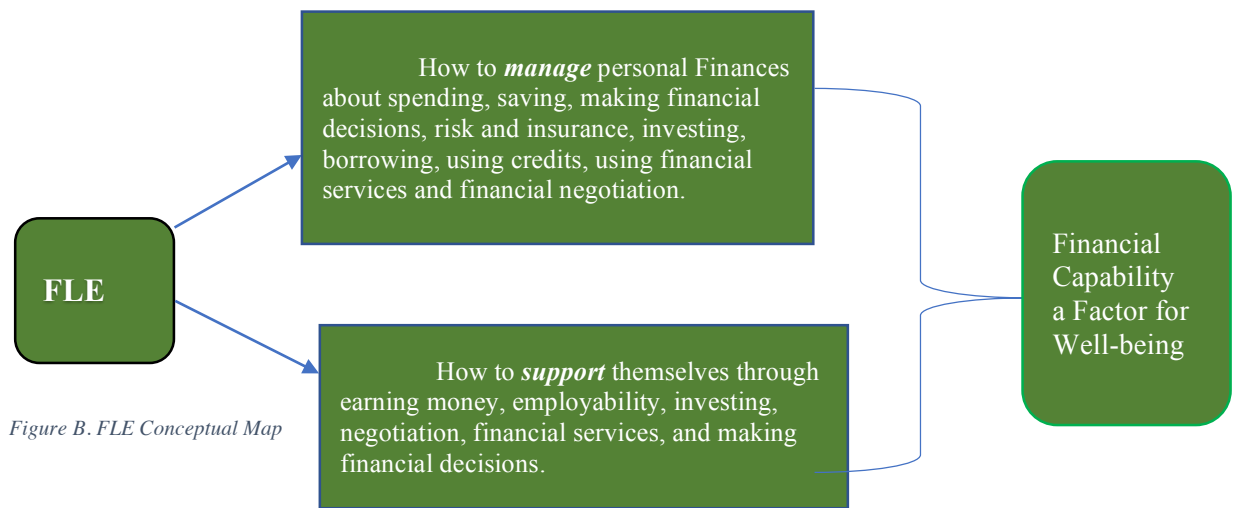 How to manage personal Finances
about spending, saving, making financial
decisions, risk and insurance, investing,
borrowing, using credits, using financial
services and financial negotiation.
FLE
Financial
Capability
a Factor for
Well-being
How to support themselves through
earning money, employability, investing,
negotiation, financial services, and making
financial decisions.
Figure B. FLE Conceptual Map